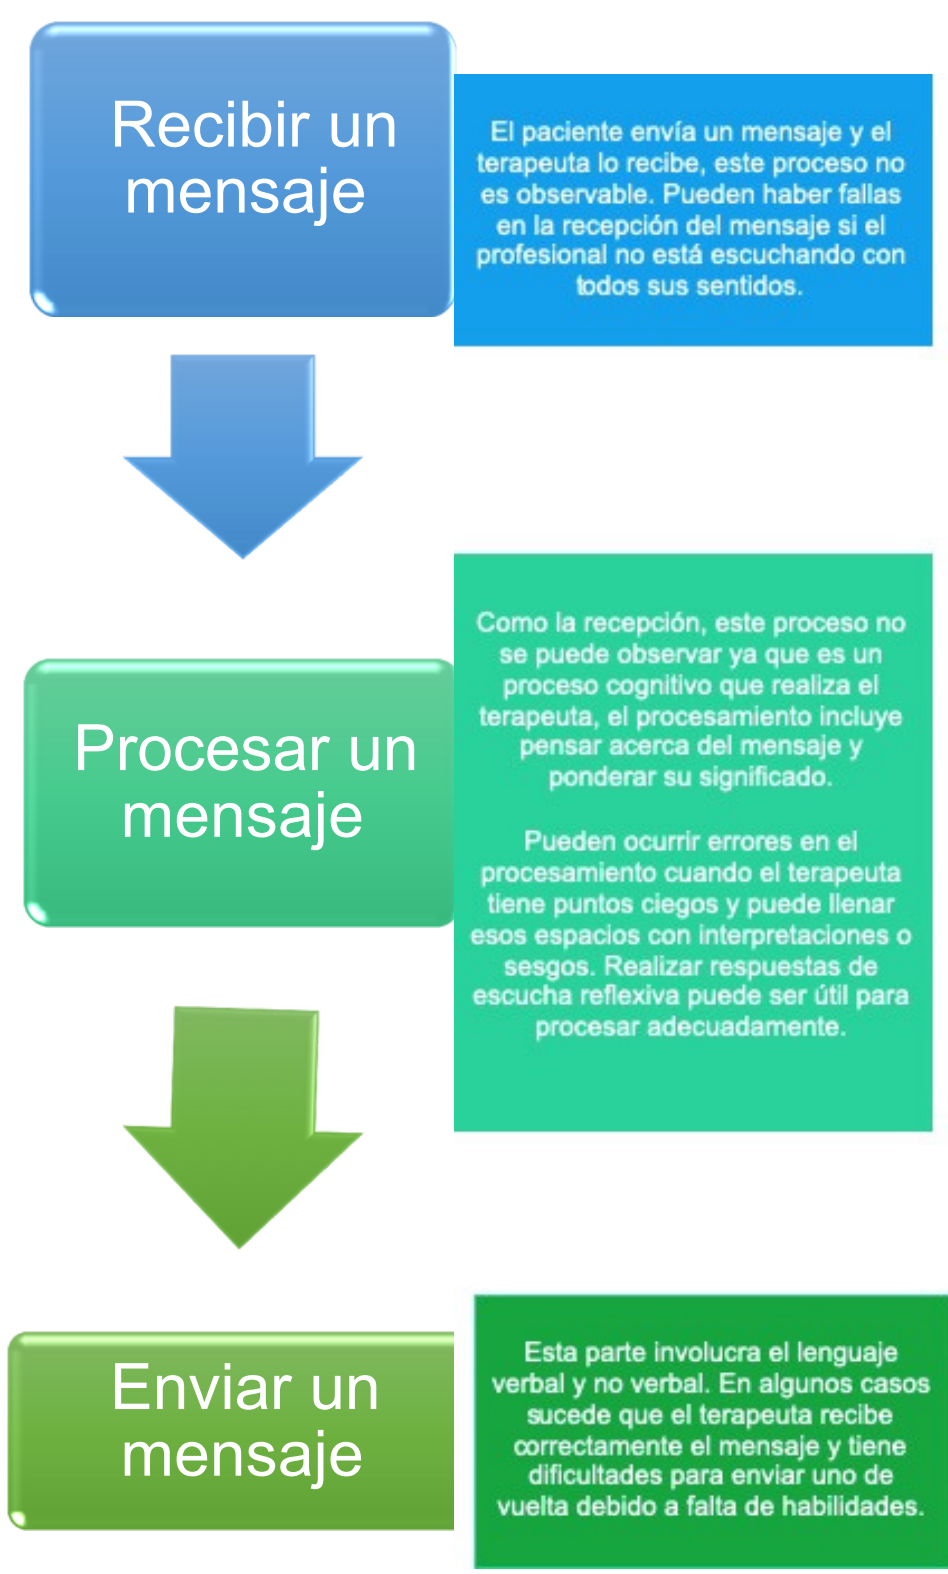 Recibir un
mensaje
El paciente envía un mensaje y el
terapeuta lo recibe, este proceso no
es observable. Pueden haber fallas
en la recepción del mensaje si el
profesional no está escuchando con
todos sus sentidos.
Procesar un
mensaje
Como la recepción, este proceso no
se puede observar ya que es un
proceso cognitivo que realiza el
terapeuta, el procesamiento incluye
pensar acerca del mensaje y
ponderar su significado.
Pueden ocurrir errores en el
procesamiento cuando el terapeuta
tiene puntos ciegos y puede llenar
esos espacios con interpretaciones o
sesgos. Realizar respuestas de
escucha reflexiva puede ser útil para
procesar adecuadamente.
Enviar un
mensaje
Esta parte involucra el lenguaje
verbal y no verbal. En algunos casos
sucede que el terapeuta recibe
correctamente el mensaje y tiene
dificultades para enviar uno de
vuelta debido a falta de habilidades.